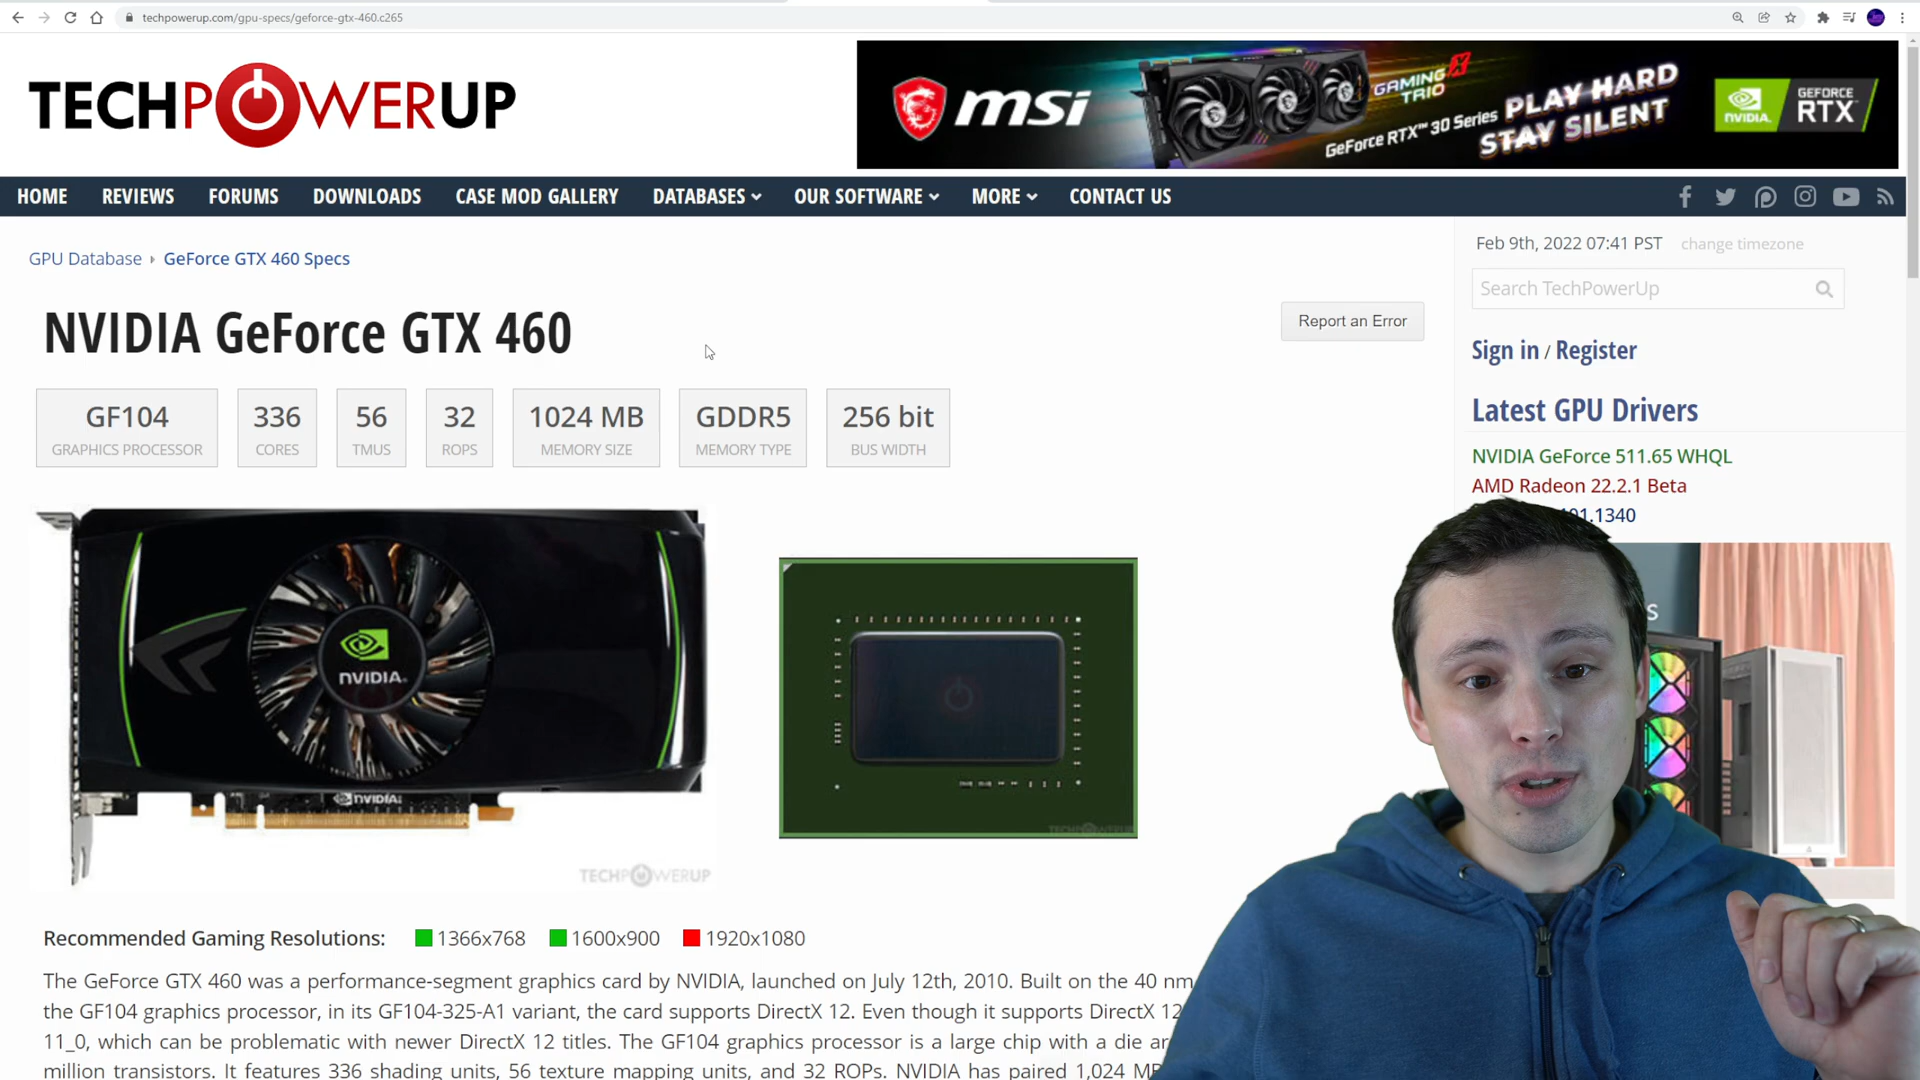 techpowerup.com/gpu-specs/geforce-gtx-460.c265
TECHPOWERUP
msi
GAMING X
TRIO
GeForce RTX™ 30 Series
PLAY HARD
STAY SILENT
NVIDIA.
GEFORCE
RTX™
HOME REVIEWS FORUMS DOWNLOADS CASE MOD GALLERY DATABASES OUR SOFTWARE MORE CONTACT US
GPU Database GeForce GTX 460 Specs
Feb 9th, 2022 07:41 PST change timezone
Search TechPowerUp
NVIDIA GeForce GTX 460
Report an Error
Sign in / Register
GF104 336 56 32 1024 MB GDDR5 256 bit
GRAPHICS PROCESSOR CORES TMUS ROPS MEMORY SIZE MEMORY TYPE BUS WIDTH
Latest GPU Drivers
NVIDIA GeForce 511.65 WHQL
AMD Radeon 22.2.1 Beta
.1340
NVIDIA.
NVIDIA.
TECHPOWERUP
TECHPOWERUP
Recommended Gaming Resolutions: 1366x768 1600x900 1920x1080
The GeForce GTX 460 was a performance-segment graphics card by NVIDIA, launched on July 12th, 2010. Built on the 40 nm
the GF104 graphics processor, in its GF104-325-A1 variant, the card supports DirectX 12. Even though it supports DirectX 12
11_0, which can be problematic with newer DirectX 12 titles. The GF104 graphics processor is a large chip with a die ar
million transistors. It features 336 shading units, 56 texture mapping units, and 32 ROPs. NVIDIA has paired 1,024 MB